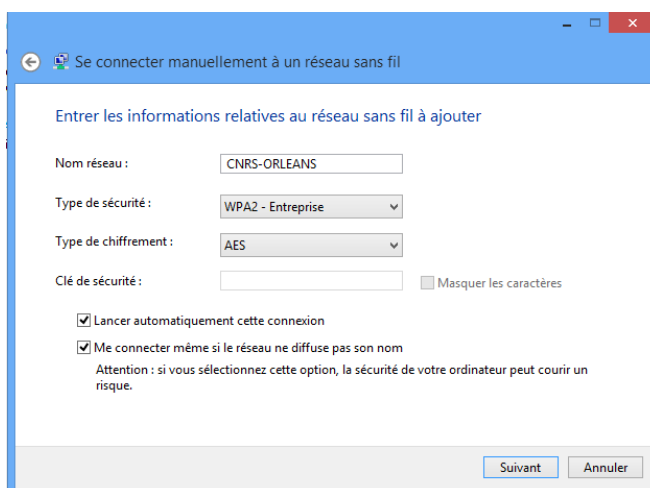 Se connecter manuellement à un réseau sans fil
Entrer les informations relatives au réseau sans fil à ajouter
Nom réseau : CNRS-ORLEANS
Type de sécurité : WPA2 - Entreprise
Type de chiffrement : AES
Clé de sécurité : Masquer les caractères
Lancer automatiquement cette connexion
Me connecter même si le réseau ne diffuse pas son nom
Attention : si vous sélectionnez cette option, la sécurité de votre ordinateur peut courir un
risque.
Suivant Annuler